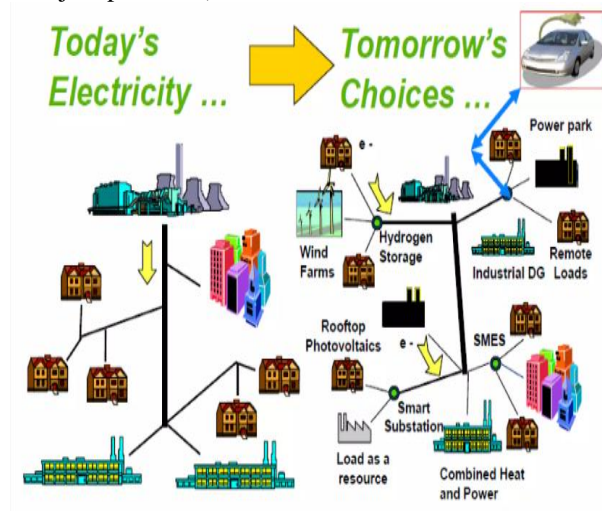 Today's
Electricity ...
Tomorrow's
Choices ...
Power park
e -
Wind
Farms
Hydrogen
Storage
Industrial DG
Remote
Loads
Rooftop
Photovoltaics
e -
SMES
Smart
Substation
Load as a
resource
Combined Heat
and Power